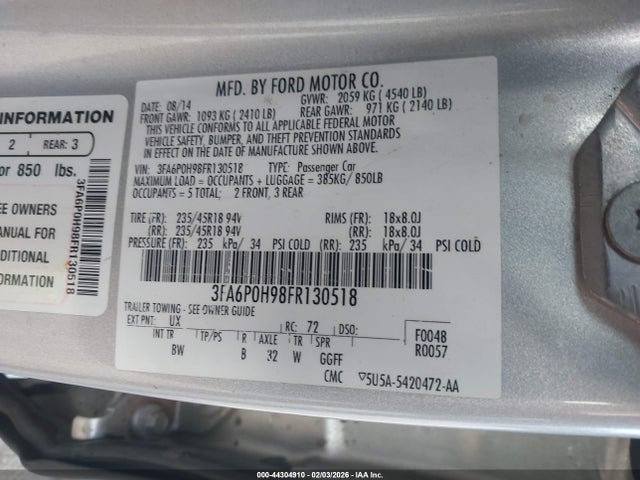 MFD. BY FORD MOTOR CO.
DATE: 08/14 GVWR: 2059 KG ( 4540 LB)
FRONT GAWR: 1093 KG ( 2410 LB) REAR GAWR: 971 KG ( 2140 LB)
THIS VEHICLE CONFORMS TO ALL APPLICABLE FEDERAL MOTOR
VEHICLE SAFETY, BUMPER, AND THEFT PREVENTION STANDARDS
IN EFFECT ON THE DATE OF MANUFACTURE SHOWN ABOVE.
VIN: 3FA6P0H98FR130518 TYPE: Passenger Car
MAXIMUM LOAD = OCCUPANTS + LUGGAGE = 385KG/ 850LB
OCCUPANTS = 5 TOTAL; 2 FRONT, 3 REAR
TIRE (FR): 235/45R18 94V RIMS (FR): 18x8.0J
(RR): 235/45R18 94V (RR): 18x8.0J
PRESSURE (FR): 235 kPa/ 34 PSI COLD (RR): 235 kPa/ 34 PSI COLD
3FA6P0H98FR130518
TRAILER TOWING - SEE OWNER GUIDE
EXT PNT: UX RC: 72 DSO: F0048
INT TR TP/PS R AXLE TR SPR R0057
BW B 32 W GGFF
CMC ▽5U5A-5420472-AA
INFORMATION
2 REAR: 3
or 850 lbs.
EE OWNERS
MANUAL FOR
DDITIONAL
FORMATION
3FA6P0H98FR130518
000-44304910 - 02/03/2026 - IAAI Inc.